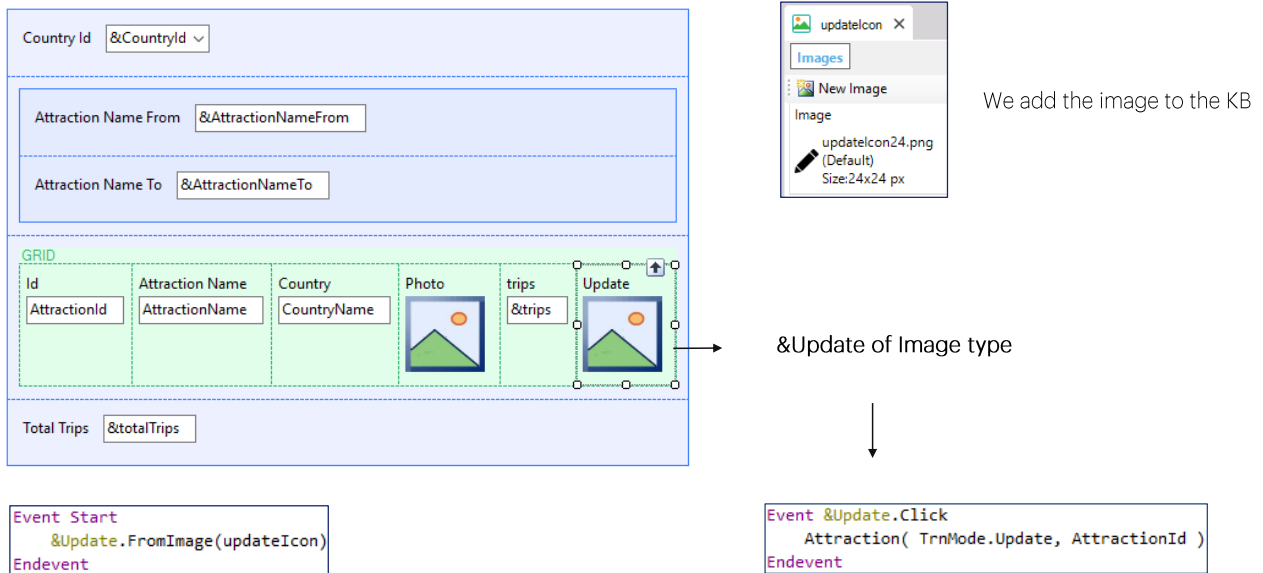 Country Id &CountryId
Attraction Name From &AttractionNameFrom
Attraction Name To &AttractionNameTo
GRID
Id Attraction Name Country Photo trips Update
AttractionId AttractionName CountryName &trips
Total Trips &totalTrips
updateIcon
Images
New Image
Image
updateIcon24.png
(Default)
Size:24x24 px
We add the image to the KB
&Update of Image type
Event Start
&Update.FromImage(updateIcon)
Endevent
Event &Update.Click
Attraction( TrnMode.Update, AttractionId )
Endevent